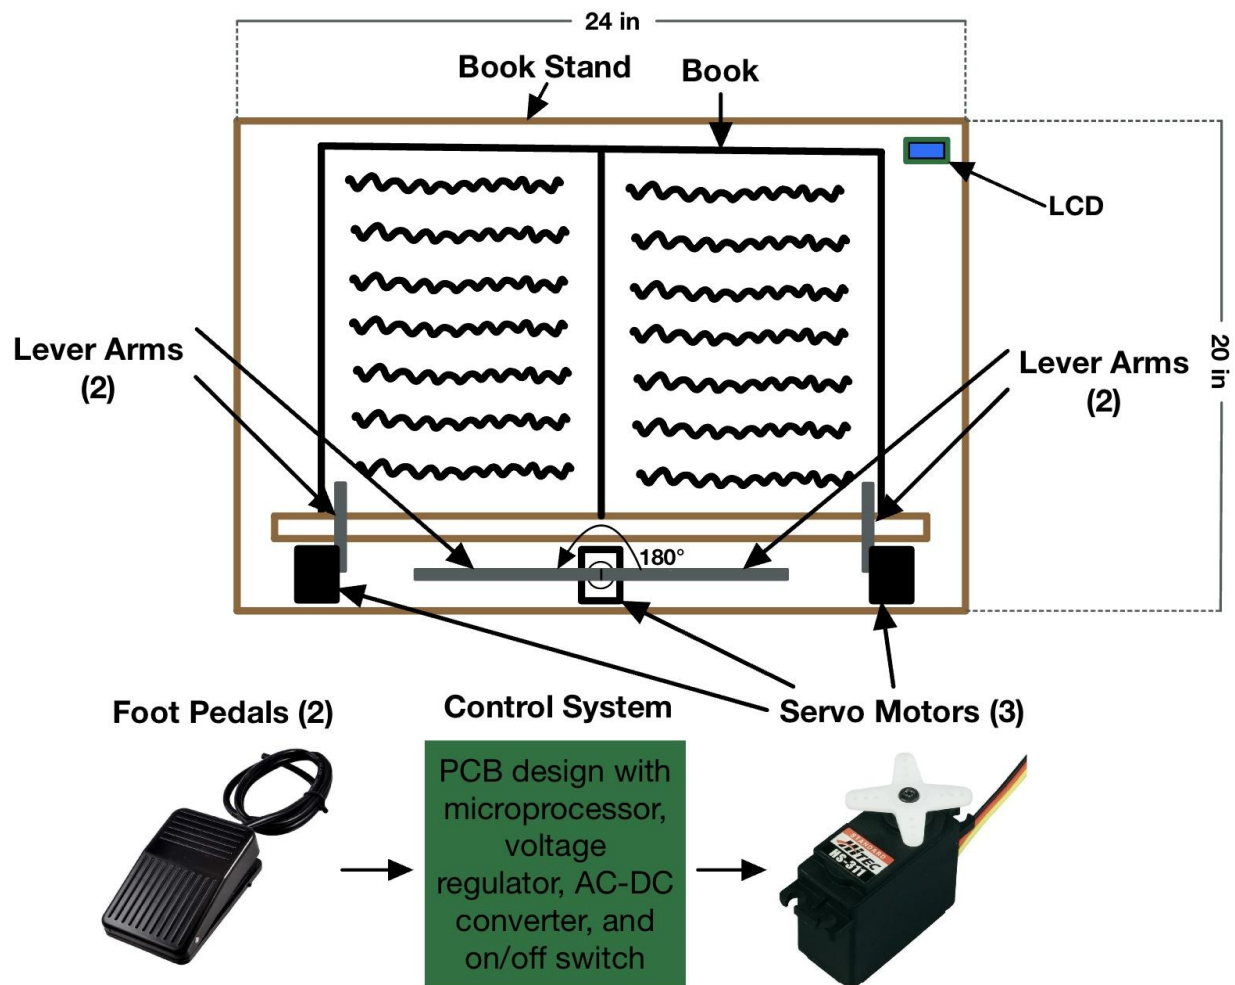 24 in
Book Stand
Book
LCD
20 in
Lever Arms
(2)
Lever Arms
(2)
180°
Foot Pedals (2)
Control System
Servo Motors (3)
PCB design with
microprocessor,
voltage
regulator, AC-DC
converter, and
on/off switch
STANDARD
HiTEC
HS-311